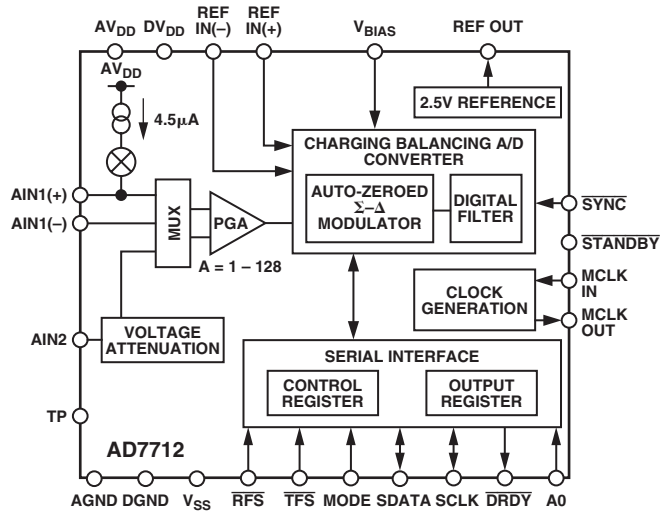 AVDD DVDD REF IN(–) REF IN(+) VBIAS REF OUT
AVDD
4.5μA
2.5V REFERENCE
CHARGING BALANCING A/D
CONVERTER
AUTO-ZEROED
Σ–Δ
MODULATOR
DIGITAL
FILTER
AIN1(+)
AIN1(–)
MUX
PGA
A = 1 – 128
SYNC
STANDBY
CLOCK
GENERATION
MCLK
IN
MCLK
OUT
AIN2
VOLTAGE
ATTENUATION
SERIAL INTERFACE
CONTROL
REGISTER
OUTPUT
REGISTER
TP
AD7712
AGND DGND VSS RFS TFS MODE SDATA SCLK DRDY A0